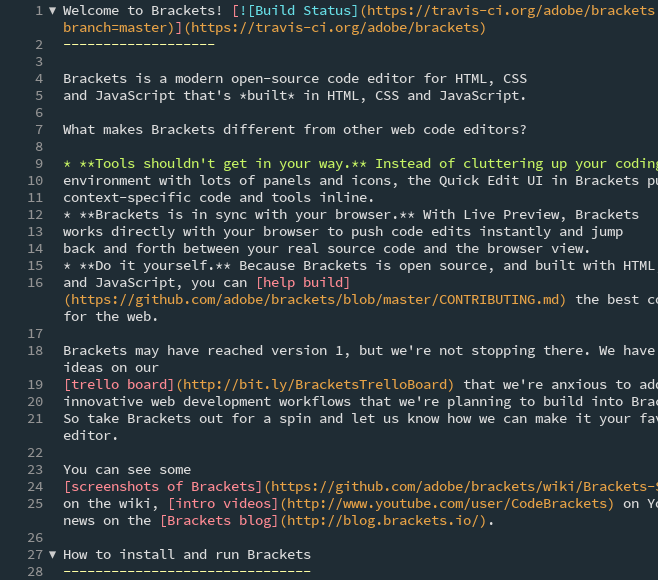 1 ▼ Welcome to Brackets! [![Build Status](https://travis-ci.org/adobe/brackets
branch=master)](https://travis-ci.org/adobe/brackets)
2 -------------------
3
4 Brackets is a modern open-source code editor for HTML, CSS
5 and JavaScript that's *built* in HTML, CSS and JavaScript.
6
7 What makes Brackets different from other web code editors?
8
9 * **Tools shouldn't get in your way.** Instead of cluttering up your coding
10 environment with lots of panels and icons, the Quick Edit UI in Brackets pu
11 context-specific code and tools inline.
12 * **Brackets is in sync with your browser.** With Live Preview, Brackets
13 works directly with your browser to push code edits instantly and jump
14 back and forth between your real source code and the browser view.
15 * **Do it yourself.** Because Brackets is open source, and built with HTML
16 and JavaScript, you can [help build]
(https://github.com/adobe/brackets/blob/master/CONTRIBUTING.md) the best co
for the web.
17
18 Brackets may have reached version 1, but we're not stopping there. We have
ideas on our
19 [trello board](http://bit.ly/BracketsTrelloBoard) that we're anxious to add
20 innovative web development workflows that we're planning to build into Brac
21 So take Brackets out for a spin and let us know how we can make it your fav
editor.
22
23 You can see some
24 [screenshots of Brackets](https://github.com/adobe/brackets/wiki/Brackets-S
25 on the wiki, [intro videos](http://www.youtube.com/user/CodeBrackets) on Yo
news on the [Brackets blog](http://blog.brackets.io/).
26
27 ▼ How to install and run Brackets
28 -------------------------------